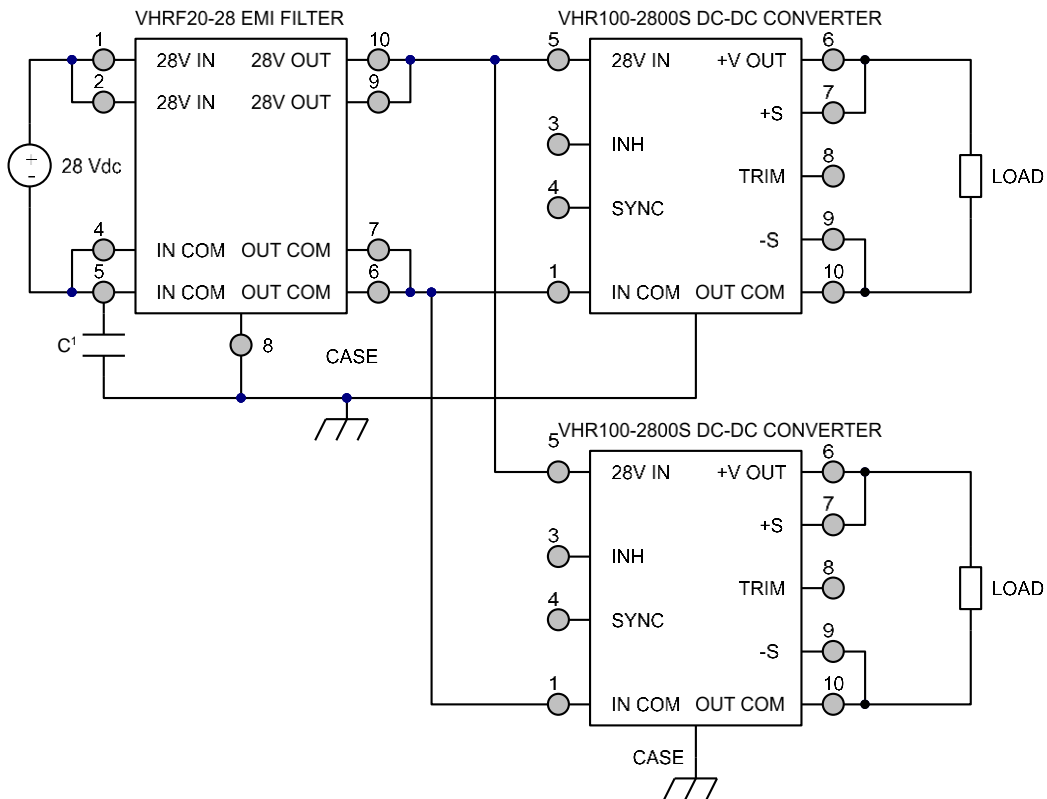 VHRF20-28 EMI FILTER
VHR100-2800S DC-DC CONVERTER
1
10
5
6
28V IN
28V OUT
28V IN
+V OUT
2
9
7
28V IN
28V OUT
+S
3
INH
8
+
-
28 Vdc
TRIM
LOAD
4
SYNC
9
-S
4
7
IN COM
OUT COM
5
6
1
10
IN COM
OUT COM
IN COM
OUT COM
C¹
8
CASE
VHR100-2800S DC-DC CONVERTER
5
6
28V IN
+V OUT
7
+S
3
INH
8
TRIM
LOAD
4
SYNC
9
-S
1
10
IN COM
OUT COM
CASE